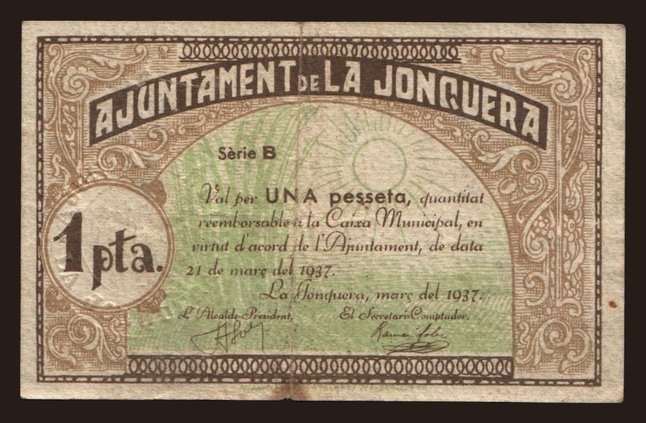 AJUNTAMENT DE LA JONQUERA
Sèrie B
Val per UNA pesseta, quantitat
reemborsable a la Caixa Municipal, en
virtut d'acord de l'Ajuntament, de data
21 de març del 1937.
1 pta.
La Jonquera, març del 1937.
L'Alcalde-President, El Secretari-Comptador,